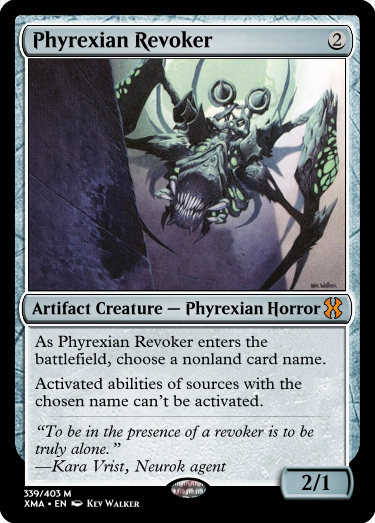 Phyrexian Revoker 2
Kev Walker
Artifact Creature — Phyrexian Horror
As Phyrexian Revoker enters the
battlefield, choose a nonland card name.
Activated abilities of sources with the
chosen name can’t be activated.
“To be in the presence of a revoker is to be
truly alone.”
—Kara Vrist, Neurok agent
2/1
339/403 M
XMA • EN Kev Walker